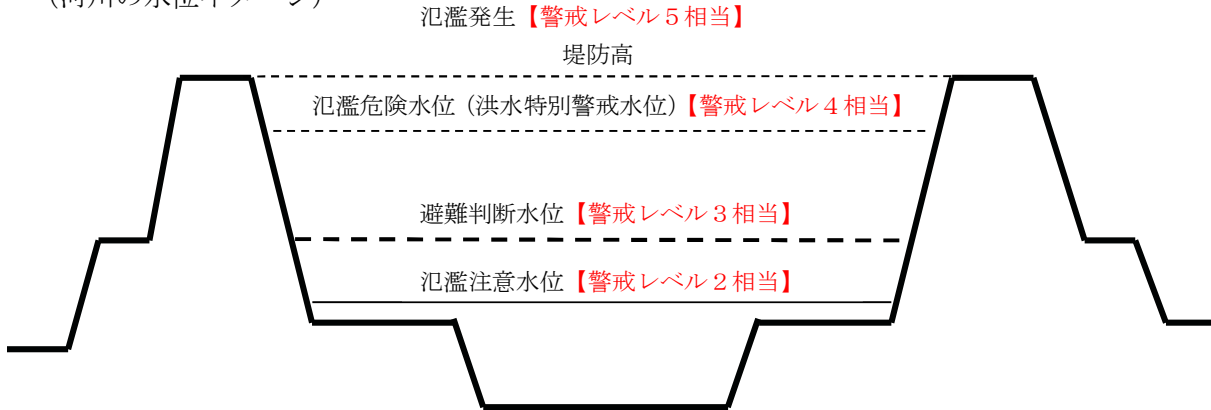 氾濫発生【警戒レベル５相当】
堤防高
氾濫危険水位（洪水特別警戒水位）【警戒レベル４相当】
避難判断水位【警戒レベル３相当】
氾濫注意水位【警戒レベル２相当】